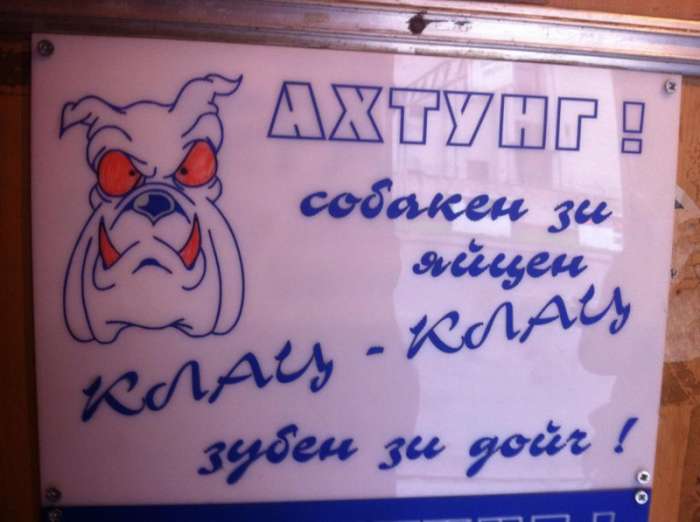 АХТУНГ!
собакен зи
яйцен
КЛАЦ - КЛАЦ
зубен зи дойч!